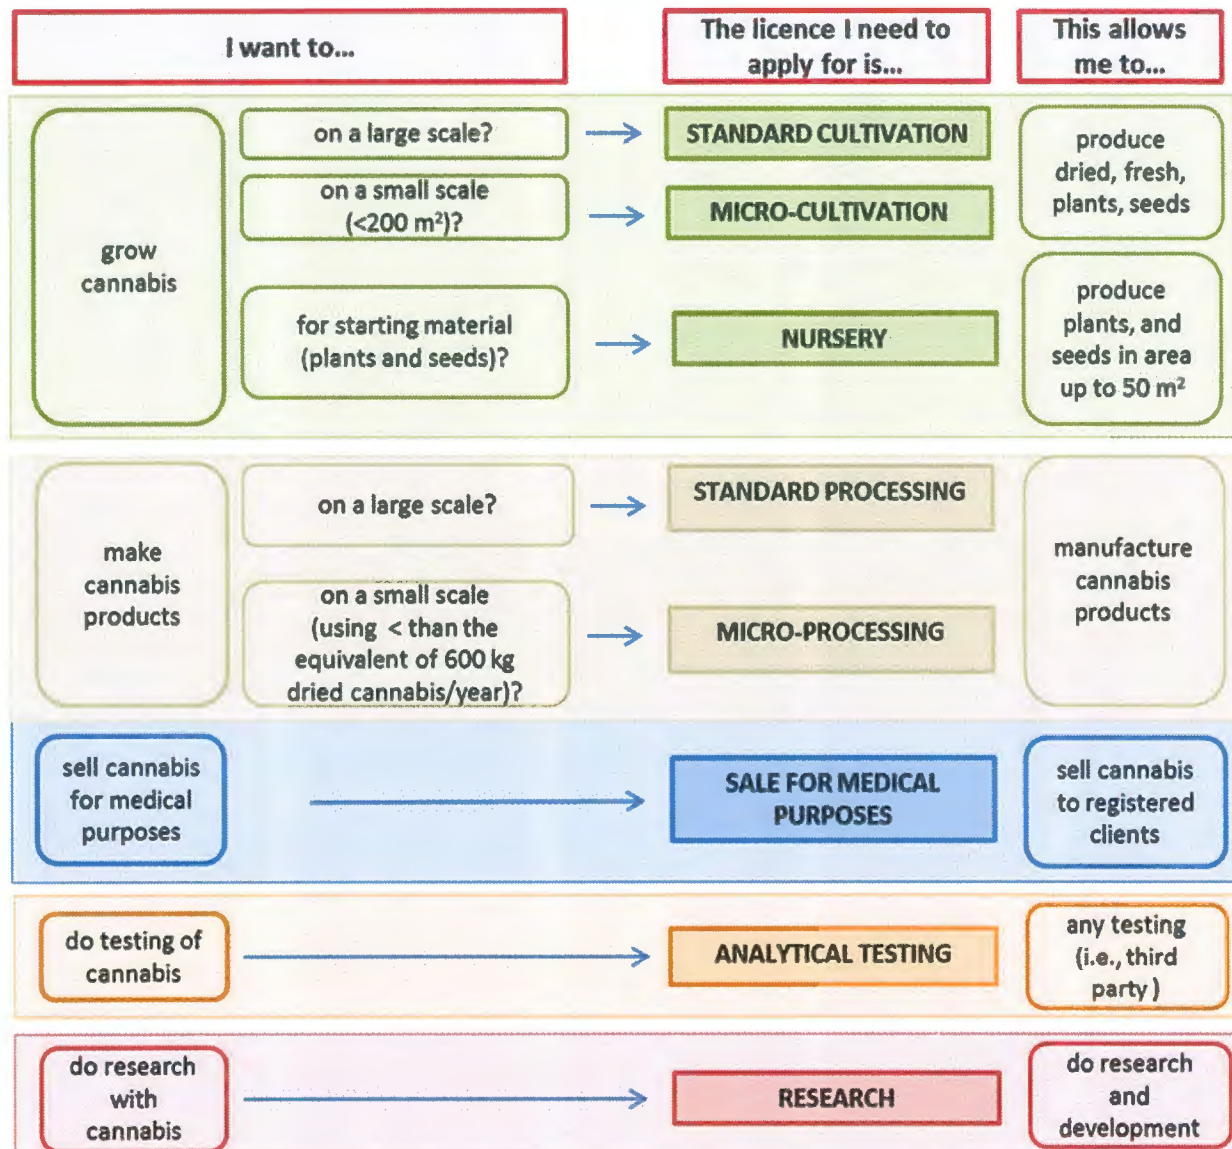 I want to...
The licence I need to
apply for is...
This allows
me to...
grow
cannabis
on a large scale?
STANDARD CULTIVATION
on a small scale
(<200 m²)?
MICRO-CULTIVATION
produce
dried, fresh,
plants, seeds
for starting material
(plants and seeds)?
NURSERY
produce
plants, and
seeds in area
up to 50 m²
make
cannabis
products
on a large scale?
STANDARD PROCESSING
on a small scale
(using < than the
equivalent of 600 kg
dried cannabis/year)?
MICRO-PROCESSING
manufacture
cannabis
products
sell cannabis
for medical
purposes
SALE FOR MEDICAL
PURPOSES
sell cannabis
to registered
clients
do testing of
cannabis
ANALYTICAL TESTING
any testing
(i.e., third
party )
do research
with
cannabis
RESEARCH
do research
and
development